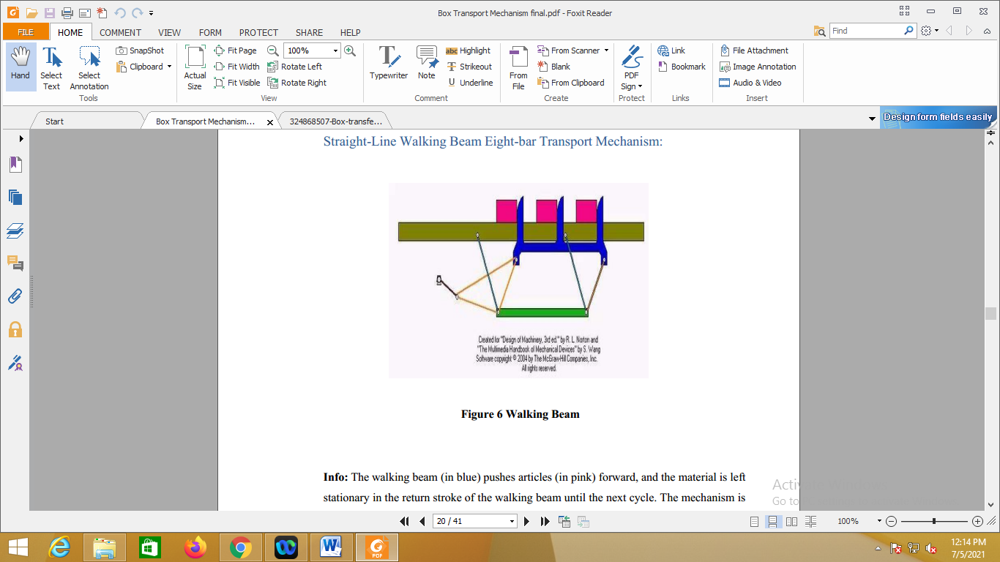 Box Transport Mechanism final.pdf - Foxit Reader
FILE HOME COMMENT VIEW FORM PROTECT SHARE HELP
Find
Hand
Select Text
Select Annotation
SnapShot
Clipboard
Tools
Actual Size
Fit Page
Fit Width
Fit Visible
100%
Rotate Left
Rotate Right
View
Typewriter
Note
Highlight
Strikeout
Underline
Comment
From File
From Scanner
Blank
From Clipboard
Create
PDF Sign
Protect
Link
Bookmark
Links
File Attachment
Image Annotation
Audio & Video
Insert
Start
Box Transport Mechanism...
324868507-Box-transfe...
Design form fields easily
Straight-Line Walking Beam Eight-bar Transport Mechanism:
Created for "Design of Machinery, 3rd ed." by R. L. Norton and
"The Multimedia Handbook of Mechanical Devices" by S. Wang
Software copyright © 2004 by The McGraw-Hill Companies, Inc.
All rights reserved.
Figure 6 Walking Beam
Info: The walking beam (in blue) pushes articles (in pink) forward, and the material is left
stationary in the return stroke of the walking beam until the next cycle. The mechanism is
20 / 41
100%
12:14 PM
7/5/2021